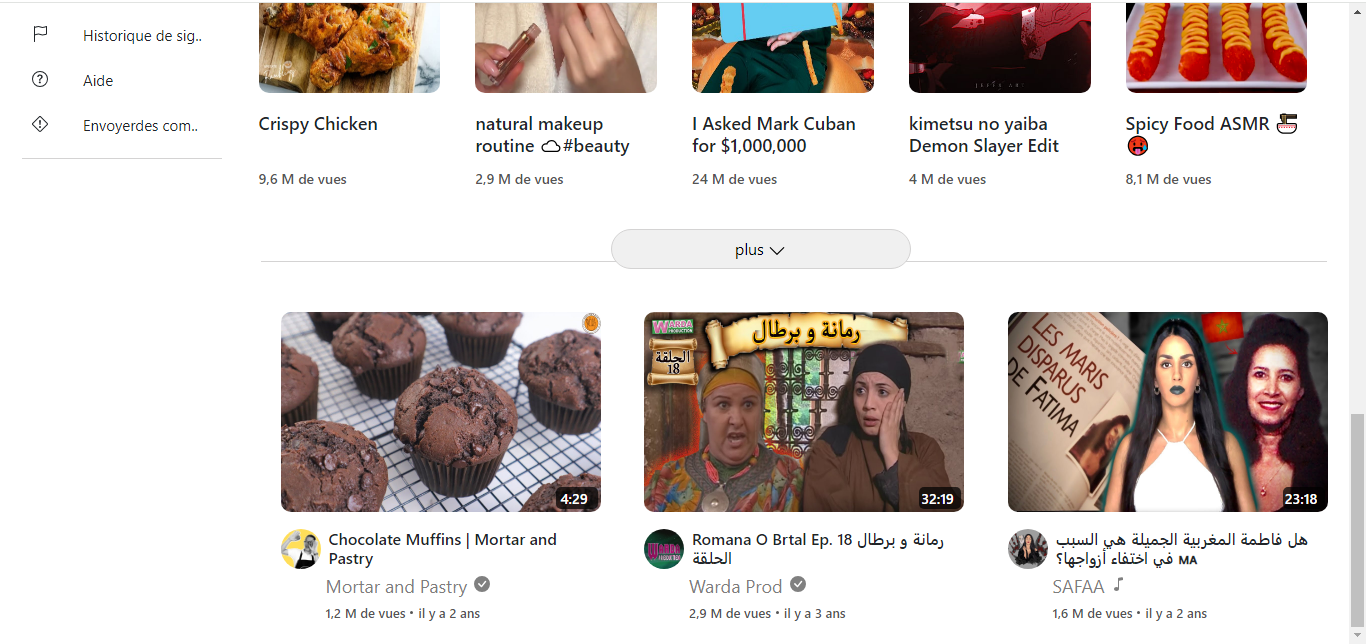 Historique de sig..
Aide
Envoyerdes com..
Crispy Chicken
9,6 M de vues
natural makeup
routine ☁#beauty
2,9 M de vues
I Asked Mark Cuban
for $1,000,000
24 M de vues
kimetsu no yaiba
Demon Slayer Edit
4 M de vues
Spicy Food ASMR 🍜
🥵
8,1 M de vues
plus
4:29
Chocolate Muffins | Mortar and
Pastry
Mortar and Pastry
1,2 M de vues • il y a 2 ans
WARDA
PRODUCTION
رمانة و برطال
الحلقة
18
32:19
Romana O Brtal Ep. 18 رمانة و برطال
الحلقة
Warda Prod
2,9 M de vues • il y a 3 ans
LES MARIS
DISPARUS
DE FATIMA
23:18
هل فاطمة المغربية الجميلة هي السبب
في اختفاء أزواجها؟ 🇲🇦
SAFAA
1,6 M de vues • il y a 2 ans